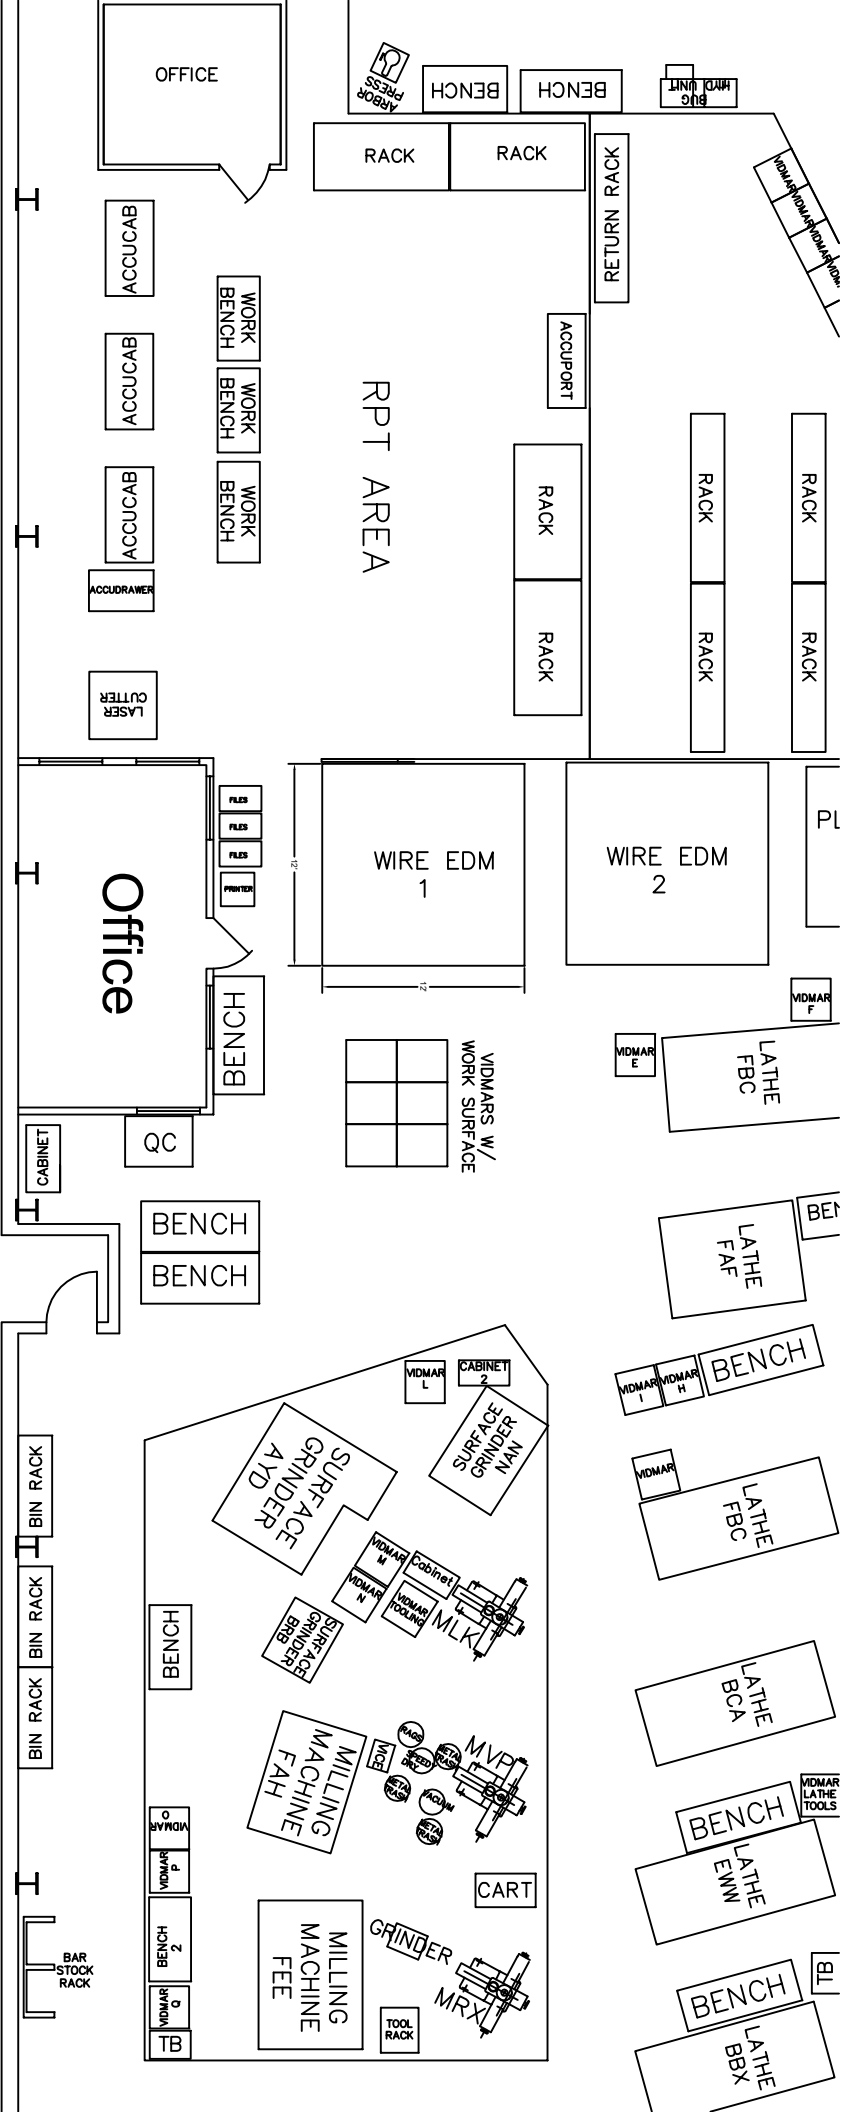 OFFICE
ARBOR
PRESS
BENCH
BENCH
HYD UNIT
BUG
RACK
RACK
RETURN RACK
VIDMAR
VIDMAR
VIDMAR
VIDM
ACCUCAB
WORK
BENCH
ACCUPORT
ACCUCAB
WORK
BENCH
RPT AREA
ACCUCAB
WORK
BENCH
RACK
RACK
RACK
ACCUDRAWER
RACK
RACK
RACK
LASER
CUTTER
FILES
FILES
FILES
PRINTER
12'
WIRE EDM
1
WIRE EDM
2
PL
Office
12'
BENCH
VIDMAR
F
VIDMAR
E
LATHE
FBC
VIDMARS W/
WORK SURFACE
CABINET
QC
BENCH
BENCH
LATHE
FAF
BEN
VIDMAR
L
CABINET
2
VIDMAR
I
VIDMAR
H
BENCH
SURFACE
GRINDER
NAN
SURFACE
GRINDER
AYD
BIN RACK
VIDMAR
LATHE
FBC
VIDMAR
M
VIDMAR
N
Cabinet
VIDMAR
TOOLING
MLK
BIN RACK
BENCH
SURFACE
GRINDER
BRB
BIN RACK
LATHE
BCA
MILLING
MACHINE
FAH
MCE
RAGS
SPEED
DRY
METAL
TRASH
METAL
TRASH
VACUUM
METAL
TRASH
MVP
VIDMAR
O
VIDMAR
P
VIDMAR
LATHE
TOOLS
BENCH
LATHE
EWW
CART
BENCH
2
MILLING
MACHINE
FEE
GRINDER
MRX
BAR
STOCK
RACK
TB
VIDMAR
Q
TOOL
RACK
BENCH
LATHE
BBX
TB